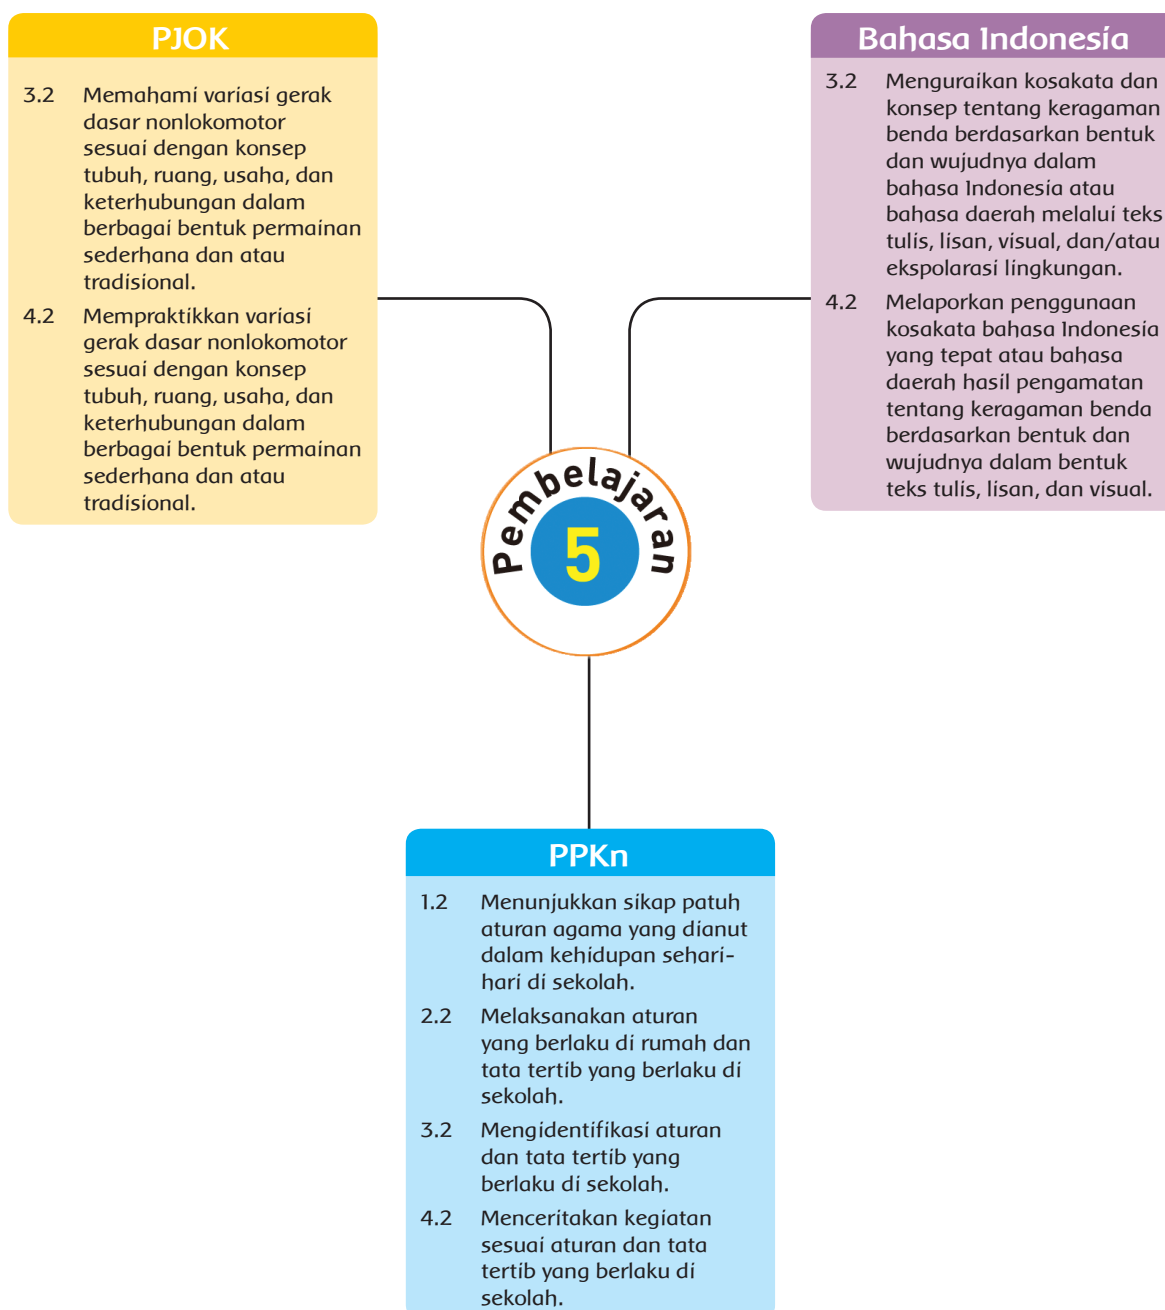 PJOK
3.2 Memahami variasi gerak
dasar nonlokomotor
sesuai dengan konsep
tubuh, ruang, usaha, dan
keterhubungan dalam
berbagai bentuk permainan
sederhana dan atau
tradisional.
4.2 Mempraktikkan variasi
gerak dasar nonlokomotor
sesuai dengan konsep
tubuh, ruang, usaha, dan
keterhubungan dalam
berbagai bentuk permainan
sederhana dan atau
tradisional.
Bahasa Indonesia
3.2 Menguraikan kosakata dan
konsep tentang keragaman
benda berdasarkan bentuk
dan wujudnya dalam
bahasa Indonesia atau
bahasa daerah melalui teks
tulis, lisan, visual, dan/atau
ekspolarasi lingkungan.
4.2 Melaporkan penggunaan
kosakata bahasa Indonesia
yang tepat atau bahasa
daerah hasil pengamatan
tentang keragaman benda
berdasarkan bentuk dan
wujudnya dalam bentuk
teks tulis, lisan, dan visual.
Pembelajaran
5
PPKn
1.2 Menunjukkan sikap patuh
aturan agama yang dianut
dalam kehidupan sehari-
hari di sekolah.
2.2 Melaksanakan aturan
yang berlaku di rumah dan
tata tertib yang berlaku di
sekolah.
3.2 Mengidentifikasi aturan
dan tata tertib yang
berlaku di sekolah.
4.2 Menceritakan kegiatan
sesuai aturan dan tata
tertib yang berlaku di
sekolah.